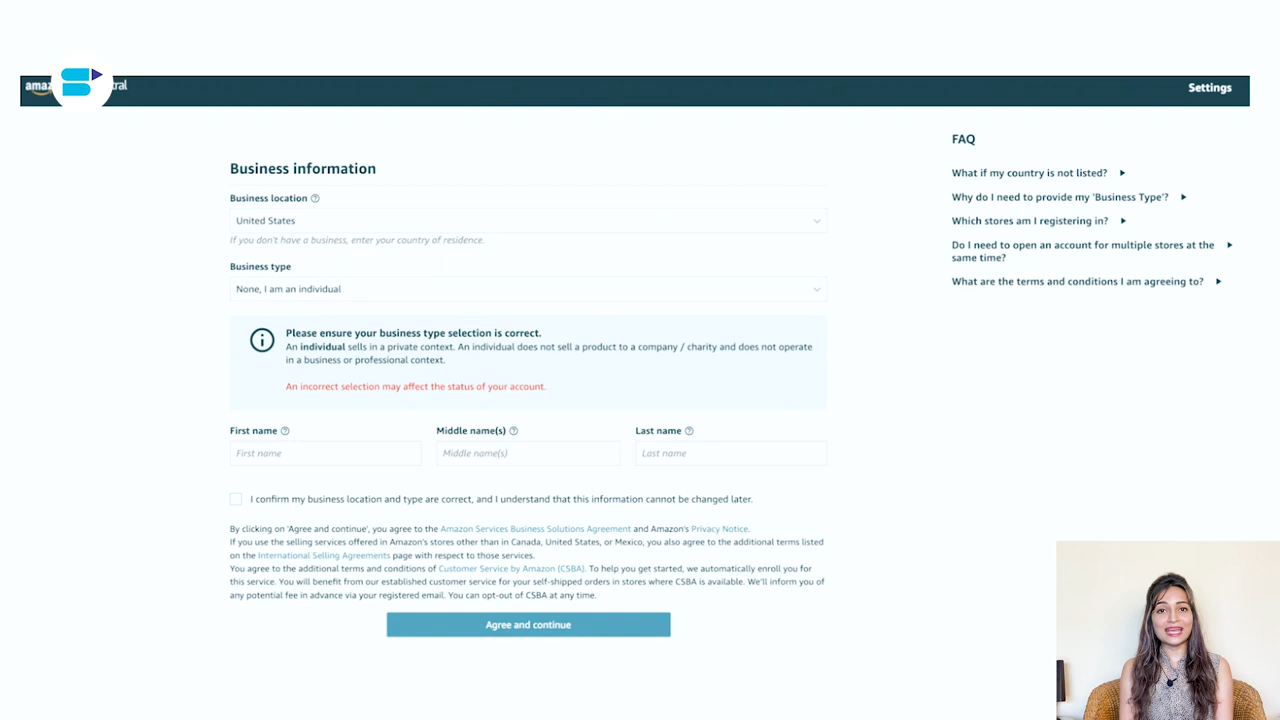 Settings
FAQ
What if my country is not listed?
Why do I need to provide my 'Business Type'?
Which stores am I registering in?
Do I need to open an account for multiple stores at the
same time?
What are the terms and conditions I am agreeing to?
Business information
Business location
United States
If you don't have a business, enter your country of residence.
Business type
None, I am an individual
Please ensure your business type selection is correct.
An individual sells in a private context. An individual does not sell a product to a company / charity and does not operate
in a business or professional context.
An incorrect selection may affect the status of your account.
First name Middle name(s) Last name
First name Middle name(s) Last name
I confirm my business location and type are correct, and I understand that this information cannot be changed later.
By clicking on 'Agree and continue', you agree to the Amazon Services Business Solutions Agreement and Amazon's Privacy Notice.
If you use the selling services offered in Amazon's stores other than in Canada, United States, or Mexico, you also agree to the additional terms listed
on the International Selling Agreements page with respect to those services.
You agree to the additional terms and conditions of Customer Service by Amazon (CSBA). To help you get started, we automatically enroll you for
this service. You will benefit from our established customer service for your self-shipped orders in stores where CSBA is available. We'll inform you of
any potential fee in advance via your registered email. You can opt-out of CSBA at any time.
Agree and continue